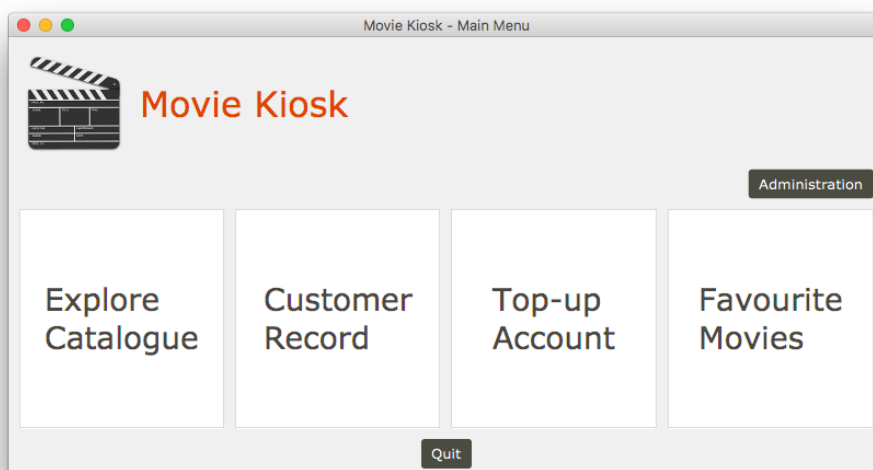 Movie Kiosk - Main Menu
Movie Kiosk
Administration
Explore
Catalogue
Customer
Record
Top-up
Account
Favourite
Movies
Quit